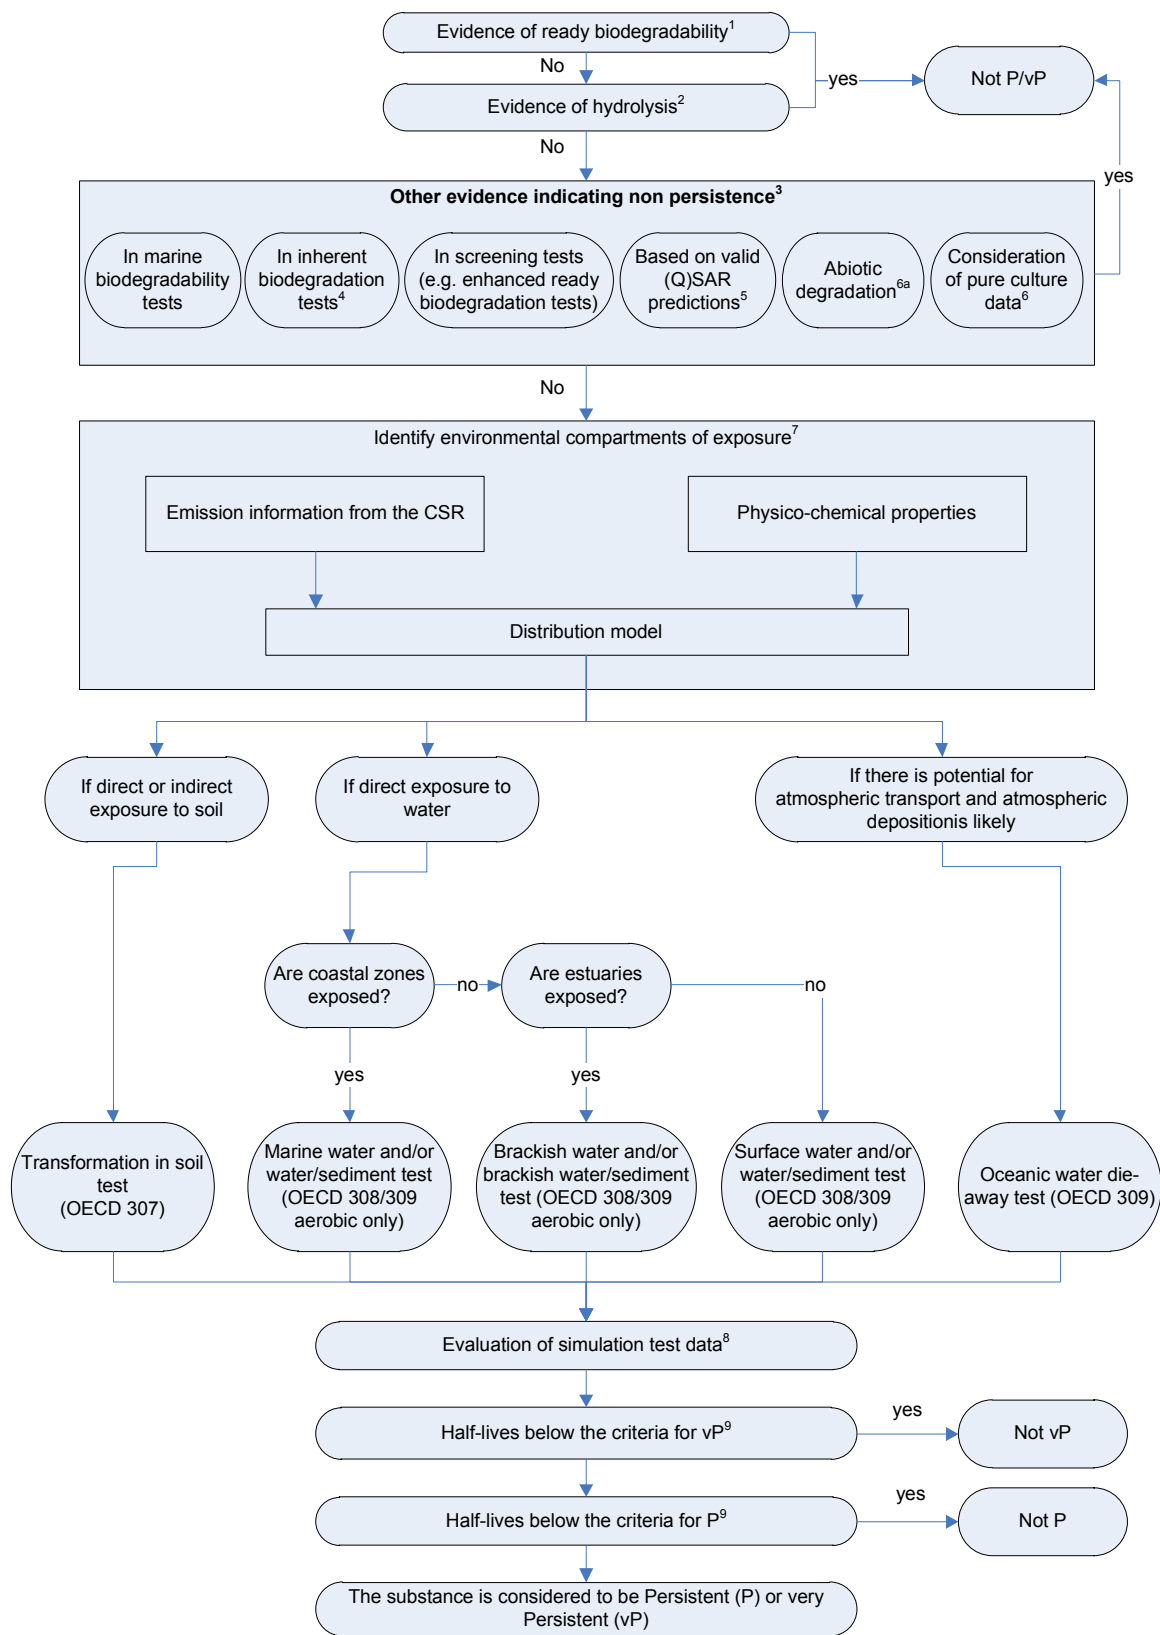 Evidence of ready biodegradability1
No
yes
Not P/vP
Evidence of hydrolysis2
No
yes
Other evidence indicating non persistence3
In marine
biodegradability
tests
In inherent
biodegradation
tests4
In screening tests
(e.g. enhanced ready
biodegradation tests)
Based on valid
(Q)SAR
predictions5
Abiotic
degradation6a
Consideration
of pure culture
data6
No
Identify environmental compartments of exposure7
Emission information from the CSR
Physico-chemical properties
Distribution model
If direct or indirect
exposure to soil
If direct exposure to
water
If there is potential for
atmospheric transport and atmospheric
depositionis likely
Are coastal zones
exposed?
no
Are estuaries
exposed?
no
yes
yes
Transformation in soil
test
(OECD 307)
Marine water and/or
water/sediment test
(OECD 308/309
aerobic only)
Brackish water and/or
brackish water/sediment
test (OECD 308/309
aerobic only)
Surface water and/or
water/sediment test
(OECD 308/309
aerobic only)
Oceanic water die-
away test (OECD 309)
Evaluation of simulation test data8
Half-lives below the criteria for vP9
yes
Not vP
Half-lives below the criteria for P9
yes
Not P
The substance is considered to be Persistent (P) or very
Persistent (vP)